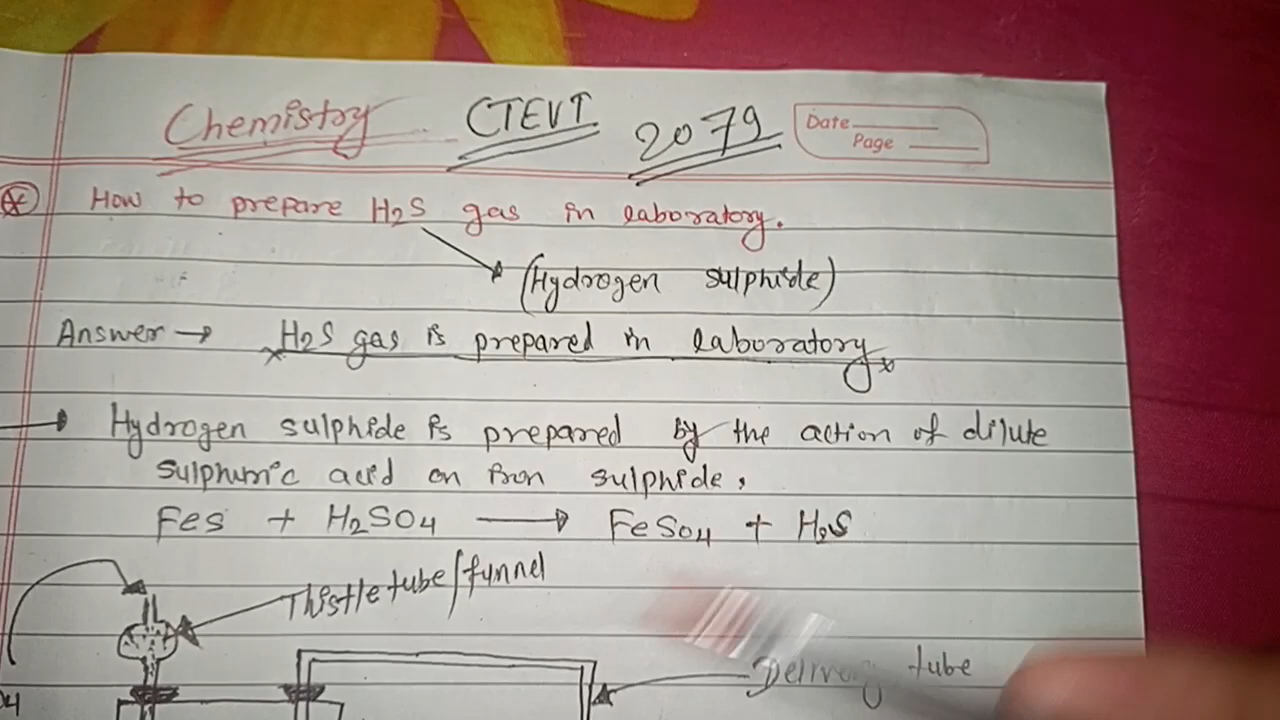 Chemistry CTEVT 2079
Date
Page
How to prepare H2S gas in laboratory.
(Hydrogen sulphide)
Answer → H2S gas is prepared in laboratory
→ Hydrogen sulphide is prepared by the action of dilute
sulphuric acid on iron sulphide,
FeS + H2SO4 → FeSO4 + H2S
Thistle tube/funnel
Delivery tube